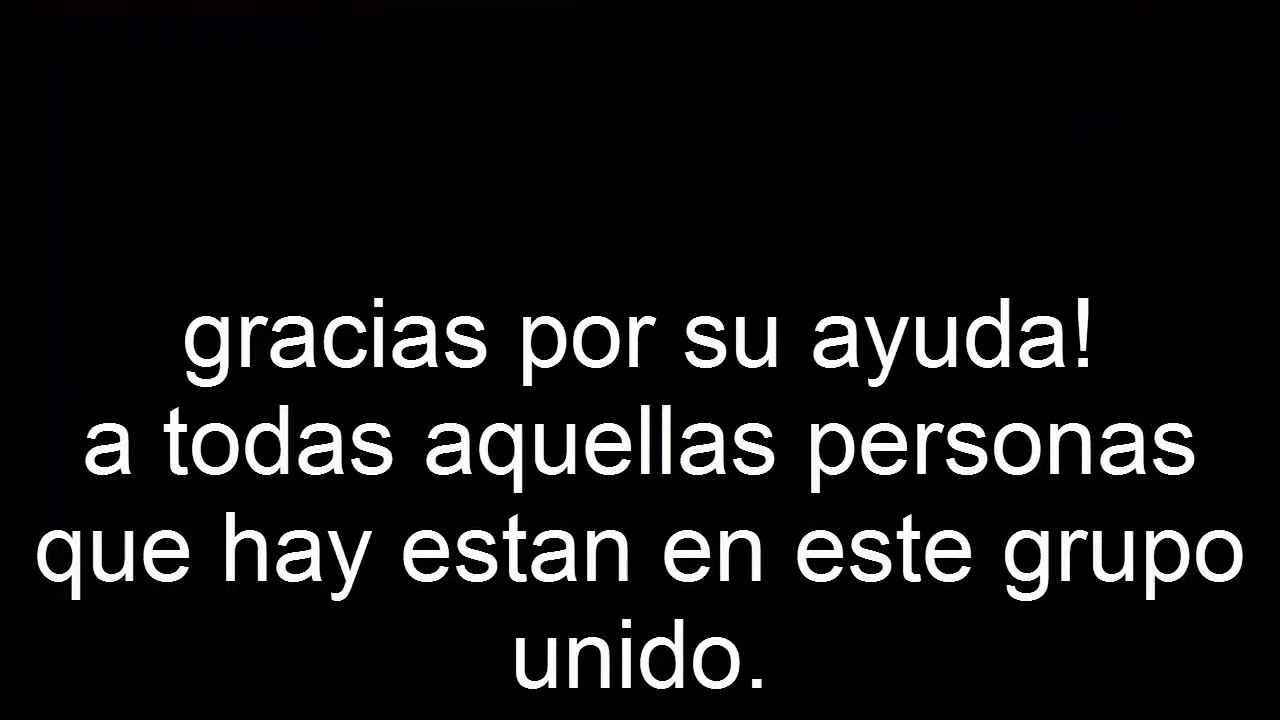 gracias por su ayuda!
a todas aquellas personas
que hay estan en este grupo
unido.